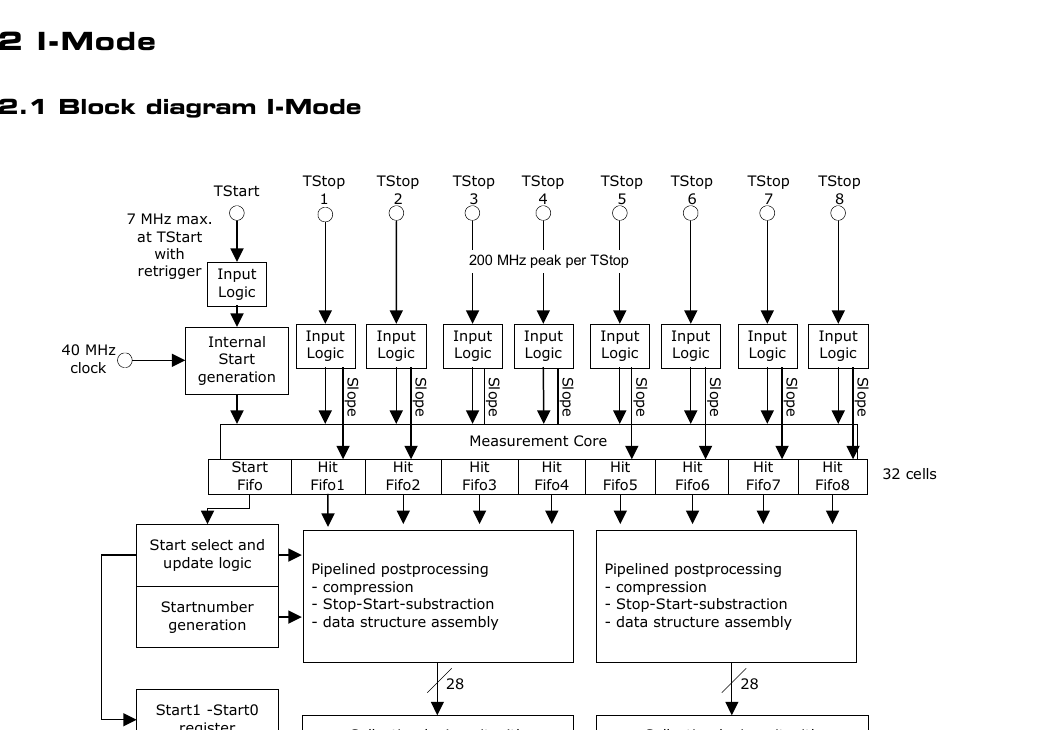 2 I-Mode
2.1 Block diagram I-Mode
TStart
TStop
1
TStop
2
TStop
3
TStop
4
TStop
5
TStop
6
TStop
7
TStop
8
7 MHz max.
at TStart
with
retrigger
200 MHz peak per TStop
Input
Logic
40 MHz
clock
Internal
Start
generation
Input
Logic
Input
Logic
Input
Logic
Input
Logic
Input
Logic
Input
Logic
Input
Logic
Input
Logic
Slope
Slope
Slope
Slope
Slope
Slope
Slope
Slope
Measurement Core
Start
Fifo
Hit
Fifo1
Hit
Fifo2
Hit
Fifo3
Hit
Fifo4
Hit
Fifo5
Hit
Fifo6
Hit
Fifo7
Hit
Fifo8
32 cells
Start select and
update logic
Startnumber
generation
Pipelined postprocessing
- compression
- Stop-Start-substraction
- data structure assembly
Pipelined postprocessing
- compression
- Stop-Start-substraction
- data structure assembly
28
28
Start1 -Start0
register